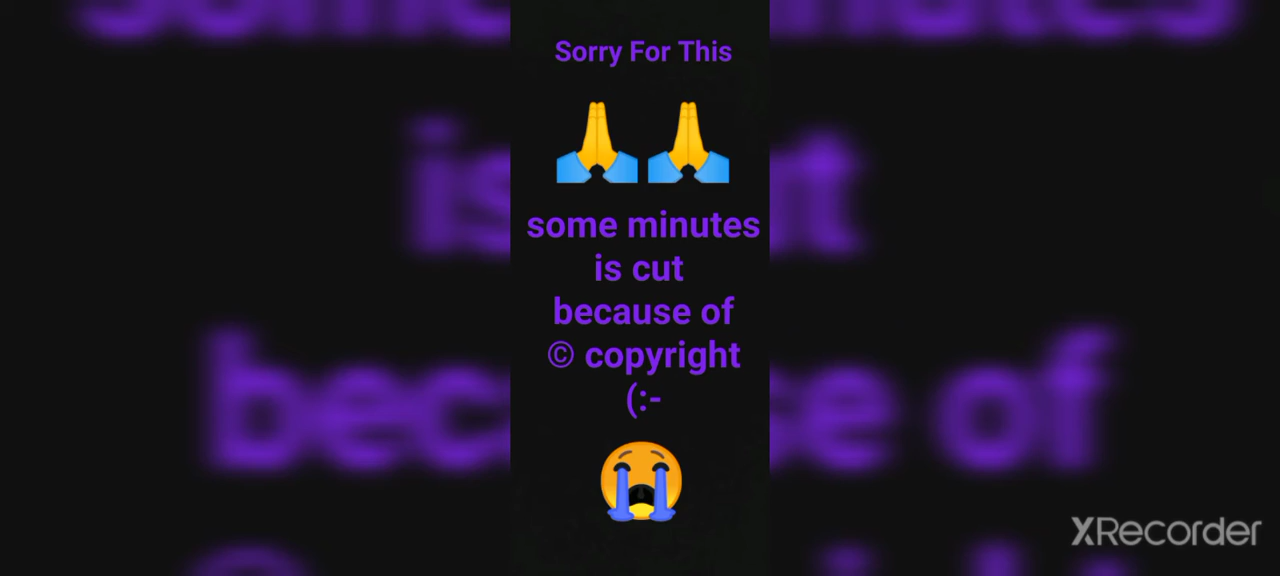 Sorry For This
🙏🙏
some minutes
is cut
because of
© copyright
(:-
😭
XRecorder